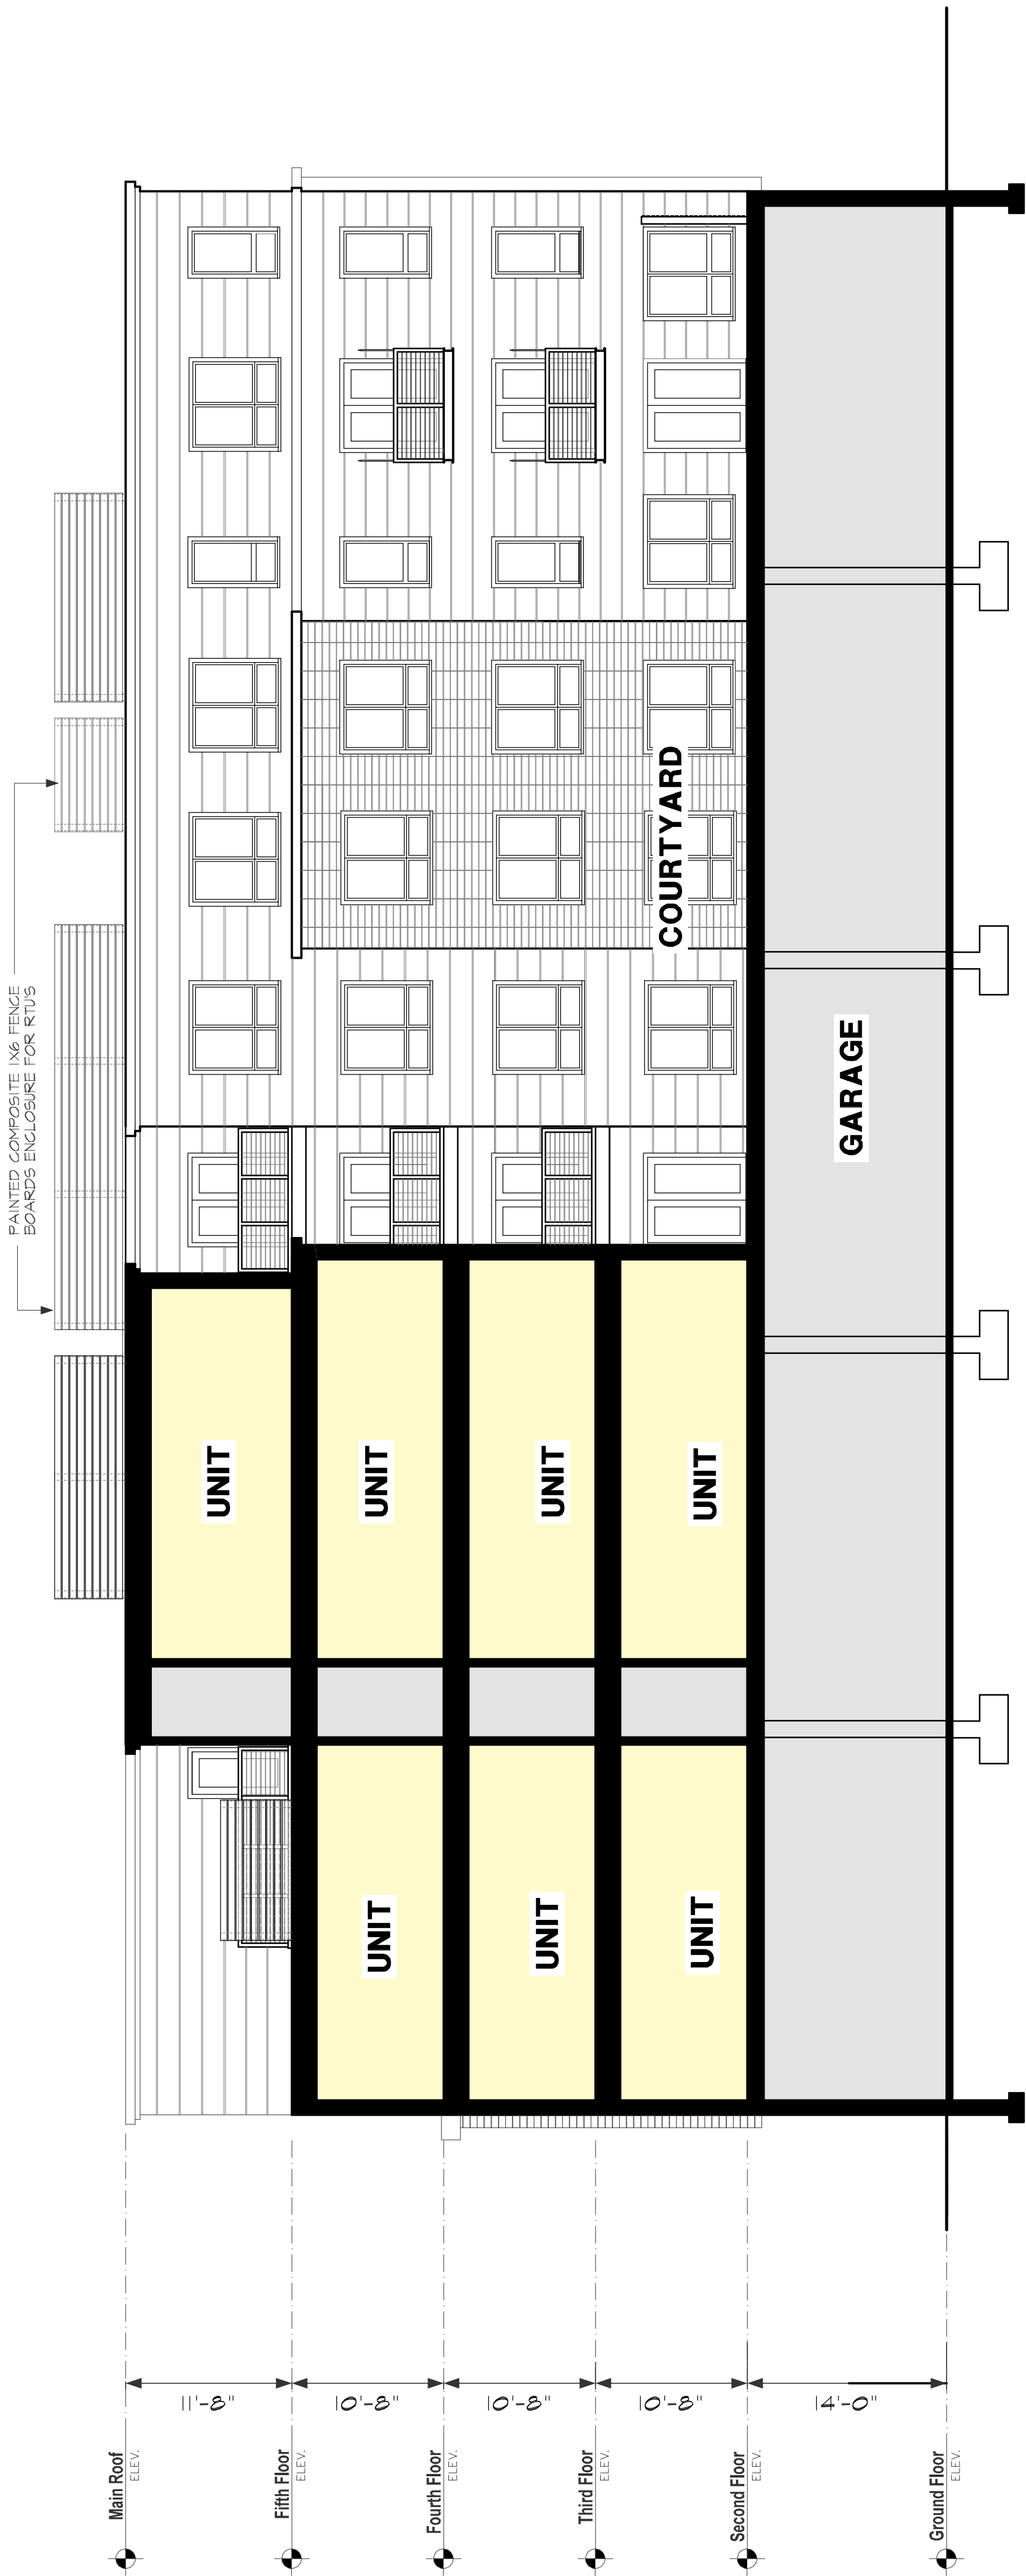 PAINTED COMPOSITE 1X6 FENCE
BOARDS ENCLOSURE FOR RTU'S
Main Roof
ELEV.
11'-8"
Fifth Floor
ELEV.
10'-8"
Fourth Floor
ELEV.
10'-8"
Third Floor
ELEV.
10'-8"
Second Floor
ELEV.
14'-0"
Ground Floor
ELEV.
UNIT
UNIT
UNIT
UNIT
UNIT
UNIT
UNIT
COURTYARD
GARAGE